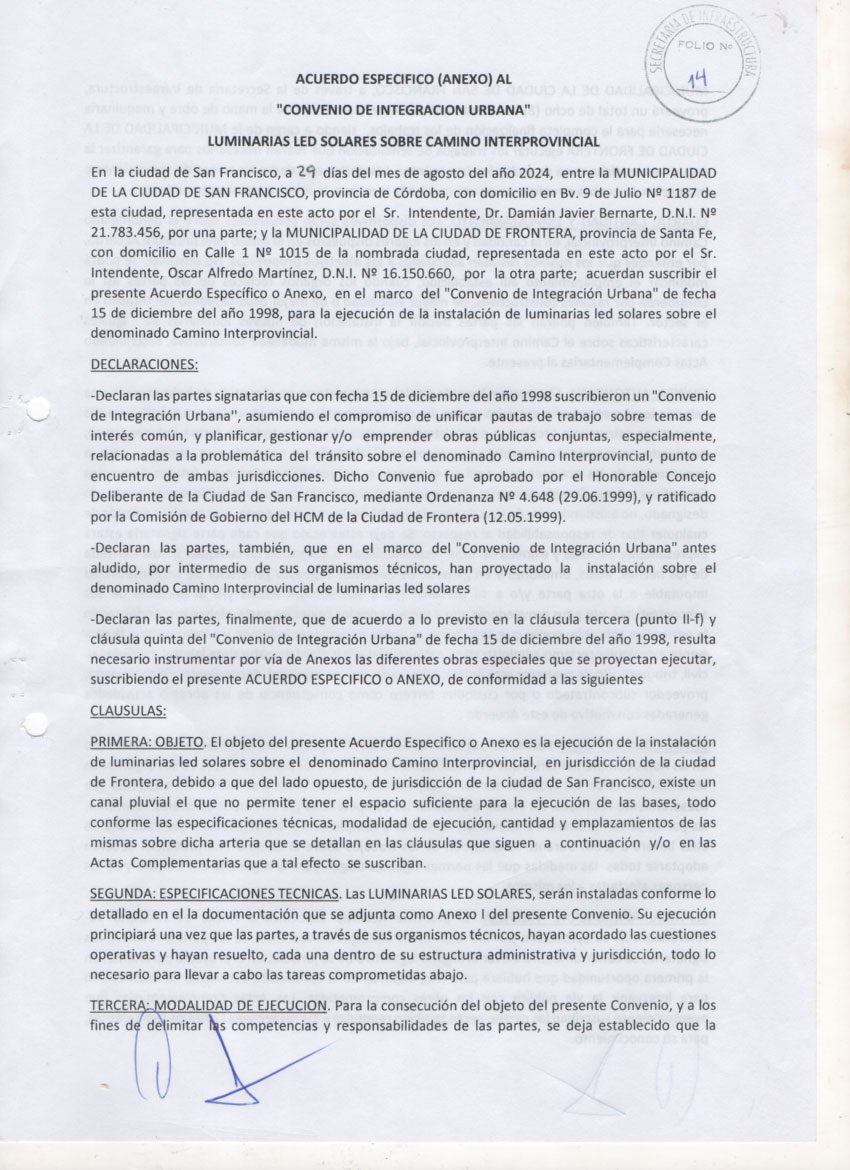 SECRETARIA DE INFRAESTRUCTURA
FOLIO Nº
14
ACUERDO ESPECIFICO (ANEXO) AL
"CONVENIO DE INTEGRACION URBANA"
LUMINARIAS LED SOLARES SOBRE CAMINO INTERPROVINCIAL
En la ciudad de San Francisco, a 29 días del mes de agosto del año 2024, entre la MUNICIPALIDAD
DE LA CIUDAD DE SAN FRANCISCO, provincia de Córdoba, con domicilio en Bv. 9 de Julio Nº 1187 de
esta ciudad, representada en este acto por el Sr. Intendente, Dr. Damián Javier Bernarte, D.N.I. Nº
21.783.456, por una parte; y la MUNICIPALIDAD DE LA CIUDAD DE FRONTERA, provincia de Santa Fe,
con domicilio en Calle 1 Nº 1015 de la nombrada ciudad, representada en este acto por el Sr.
Intendente, Oscar Alfredo Martínez, D.N.I. Nº 16.150.660, por la otra parte; acuerdan suscribir el
presente Acuerdo Específico o Anexo, en el marco del "Convenio de Integración Urbana" de fecha
15 de diciembre del año 1998, para la ejecución de la instalación de luminarias led solares sobre el
denominado Camino Interprovincial.
DECLARACIONES:
-Declaran las partes signatarias que con fecha 15 de diciembre del año 1998 suscribieron un "Convenio
de Integración Urbana", asumiendo el compromiso de unificar pautas de trabajo sobre temas de
interés común, y planificar, gestionar y/o emprender obras públicas conjuntas, especialmente,
relacionadas a la problemática del tránsito sobre el denominado Camino Interprovincial, punto de
encuentro de ambas jurisdicciones. Dicho Convenio fue aprobado por el Honorable Concejo
Deliberante de la Ciudad de San Francisco, mediante Ordenanza Nº 4.648 (29.06.1999), y ratificado
por la Comisión de Gobierno del HCM de la Ciudad de Frontera (12.05.1999).
-Declaran las partes, también, que en el marco del "Convenio de Integración Urbana" antes
aludido, por intermedio de sus organismos técnicos, han proyectado la instalación sobre el
denominado Camino Interprovincial de luminarias led solares
-Declaran las partes, finalmente, que de acuerdo a lo previsto en la cláusula tercera (punto II-f) y
cláusula quinta del "Convenio de Integración Urbana" de fecha 15 de diciembre del año 1998, resulta
necesario instrumentar por vía de Anexos las diferentes obras especiales que se proyectan ejecutar,
suscribiendo el presente ACUERDO ESPECIFICO o ANEXO, de conformidad a las siguientes
CLAUSULAS:
PRIMERA: OBJETO. El objeto del presente Acuerdo Especifico o Anexo es la ejecución de la instalación
de luminarias led solares sobre el denominado Camino Interprovincial, en jurisdicción de la ciudad
de Frontera, debido a que del lado opuesto, de jurisdicción de la ciudad de San Francisco, existe un
canal pluvial el que no permite tener el espacio suficiente para la ejecución de las bases, todo
conforme las especificaciones técnicas, modalidad de ejecución, cantidad y emplazamientos de las
mismas sobre dicha arteria que se detallan en las cláusulas que siguen a continuación y/o en las
Actas Complementarias que a tal efecto se suscriban.
SEGUNDA: ESPECIFICACIONES TECNICAS. Las LUMINARIAS LED SOLARES, serán instaladas conforme lo
detallado en el la documentación que se adjunta como Anexo I del presente Convenio. Su ejecución
principiará una vez que las partes, a través de sus organismos técnicos, hayan acordado las cuestiones
operativas y hayan resuelto, cada una dentro de su estructura administrativa y jurisdicción, todo lo
necesario para llevar a cabo las tareas comprometidas abajo.
TERCERA: MODALIDAD DE EJECUCION. Para la consecución del objeto del presente Convenio, y a los
fines de delimitar las competencias y responsabilidades de las partes, se deja establecido que la